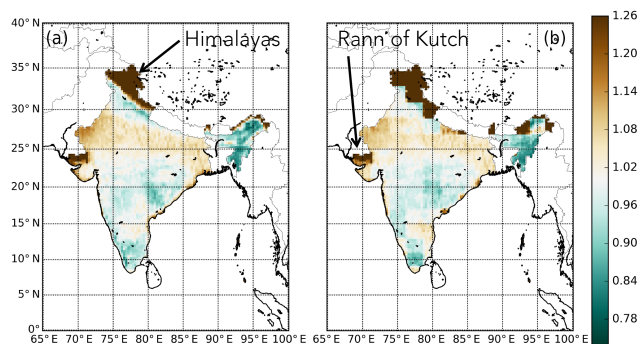 (a) Himalayas Rann of Kutch (b)
40° N
35° N
30° N
25° N
20° N
15° N
10° N
5° N
0°
65° E 70° E 75° E 80° E 85° E 90° E 95° E 100° E
65° E 70° E 75° E 80° E 85° E 90° E 95° E 100° E
1.26
1.20
1.14
1.08
1.02
0.96
0.90
0.84
0.78